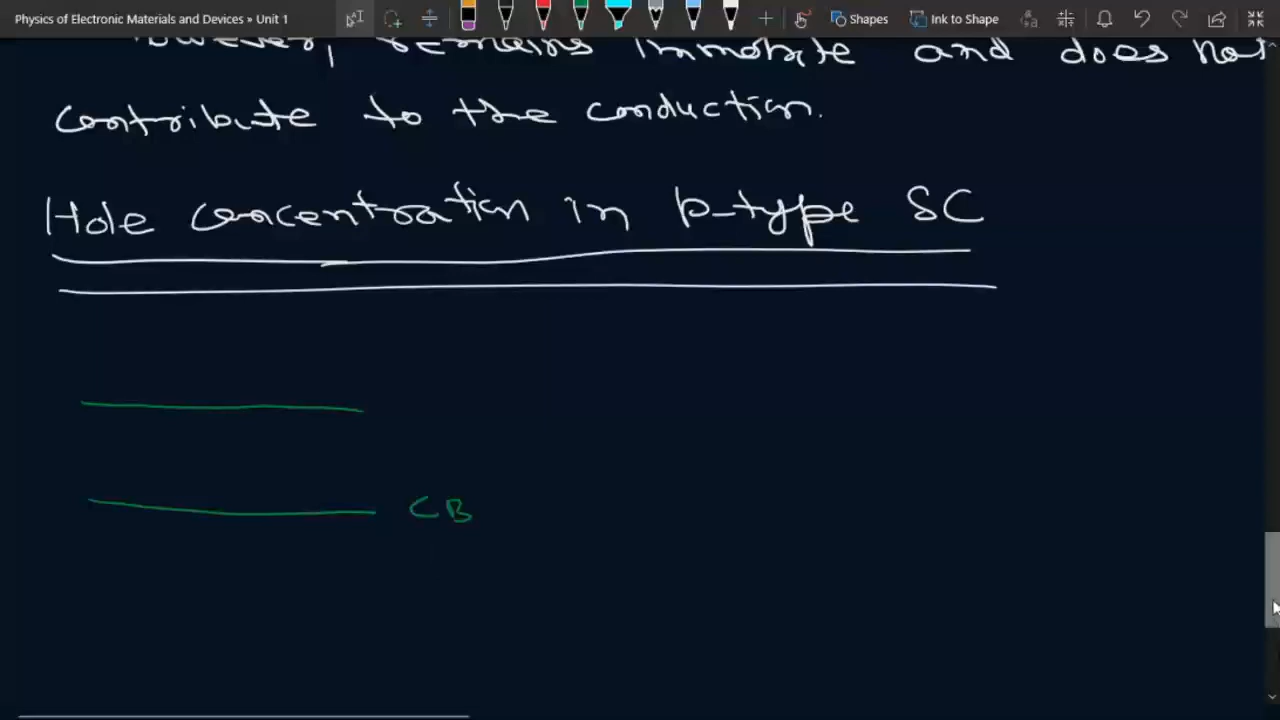 Physics of Electronic Materials and Devices » Unit 1
Shapes
Ink to Shape
However, remains immobile and does not
contribute to the conduction.
Hole concentration in p-type SC
CB